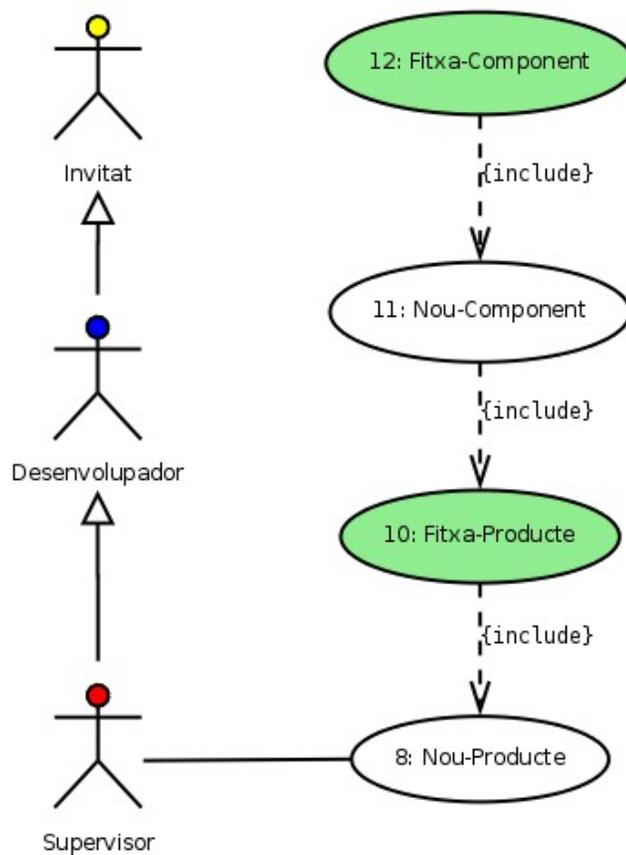 12: Fitxa-Component
Invitat
{include}
11: Nou-Component
{include}
Desenvolupador
10: Fitxa-Producte
{include}
8: Nou-Producte
Supervisor